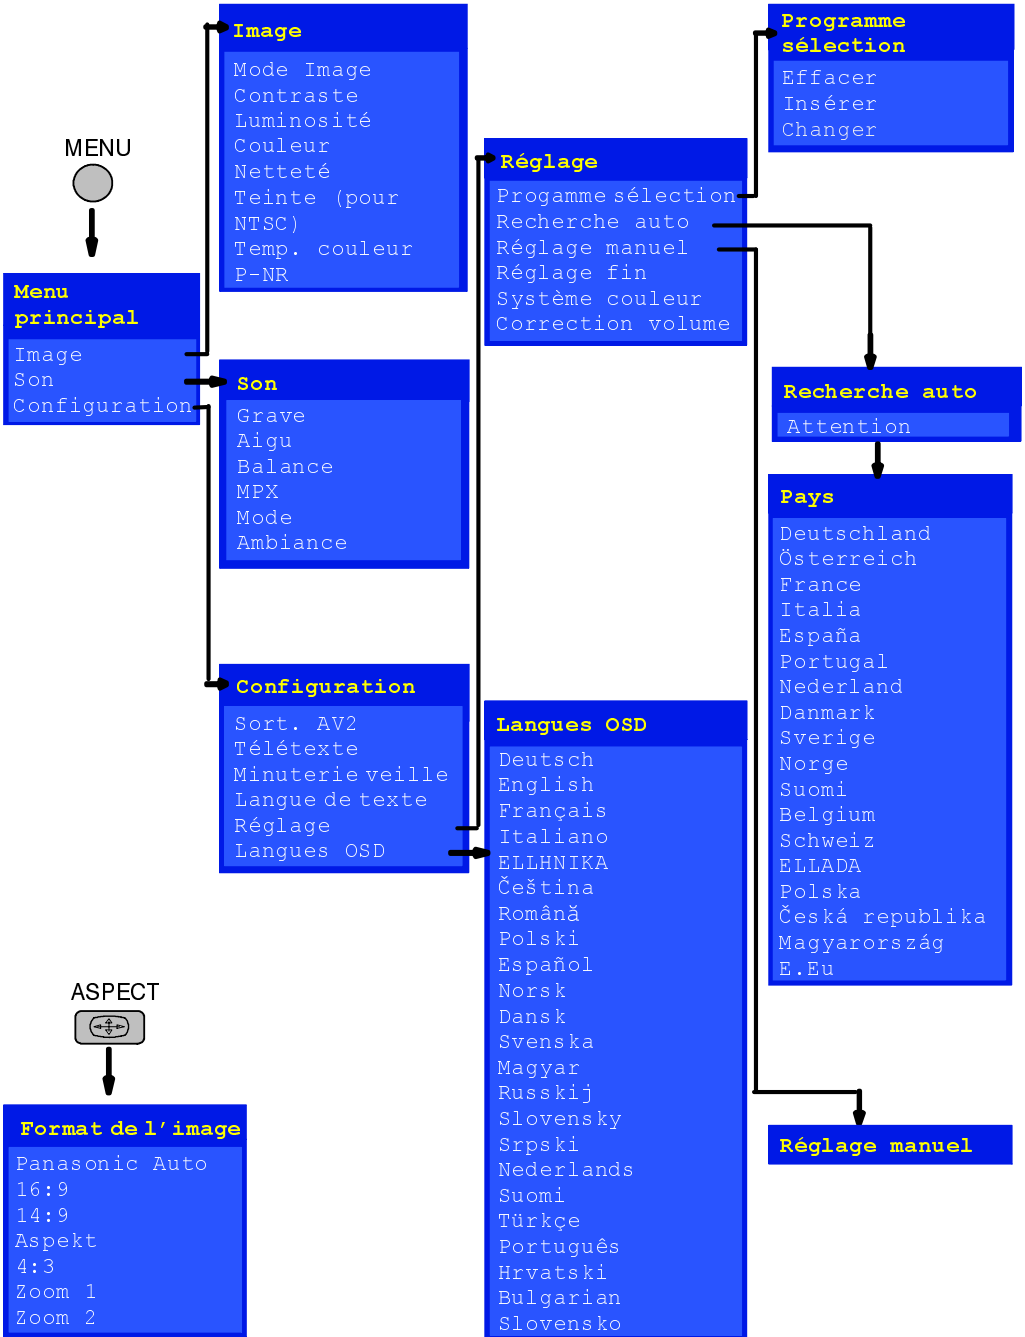 MENU
Menu
principal
Image
Son
Configuration
Image
Mode Image
Contraste
Luminosité
Couleur
Netteté
Teinte (pour
NTSC)
Temp. couleur
P-NR
Son
Grave
Aigu
Balance
MPX
Mode
Ambiance
Configuration
Sort. AV2
Télétexte
Minuterie veille
Langue de texte
Réglage
Langues OSD
Réglage
Progamme sélection
Recherche auto
Réglage manuel
Réglage fin
Système couleur
Correction volume
Langues OSD
Deutsch
English
Français
Italiano
ELLHNIKA
Čeština
Română
Polski
Español
Norsk
Dansk
Svenska
Magyar
Russkij
Slovensky
Srpski
Nederlands
Suomi
Türkçe
Português
Hrvatski
Bulgarian
Slovensko
Programme
sélection
Effacer
Insérer
Changer
Recherche auto
Attention
Pays
Deutschland
Österreich
France
Italia
España
Portugal
Nederland
Danmark
Sverige
Norge
Suomi
Belgium
Schweiz
ELLADA
Polska
Česká republika
Magyarország
E.Eu
Réglage manuel
ASPECT
Format de l'image
Panasonic Auto
16:9
14:9
Aspekt
4:3
Zoom 1
Zoom 2